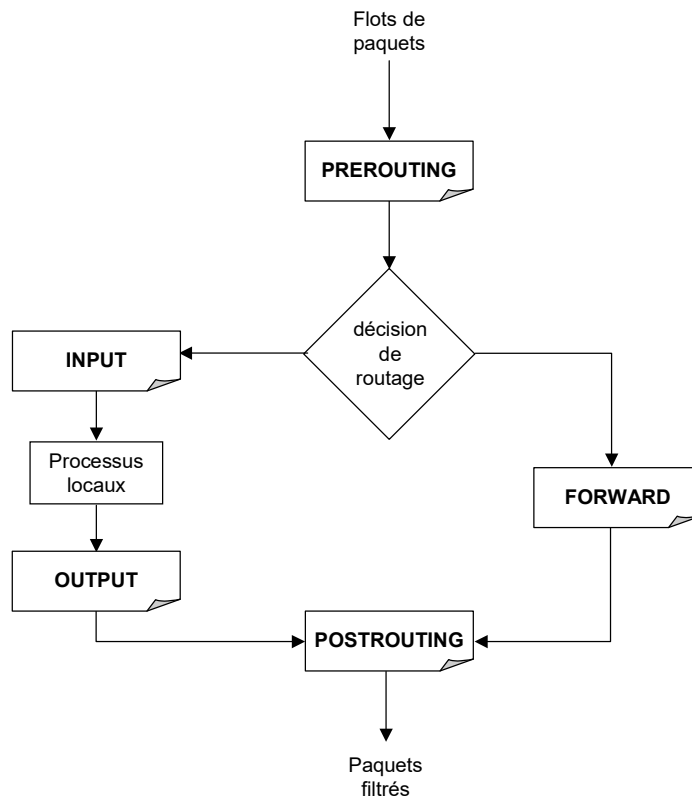 Flots de
paquets
PREROUTING
décision
de
routage
INPUT
Processus
locaux
FORWARD
OUTPUT
POSTROUTING
Paquets
filtrés